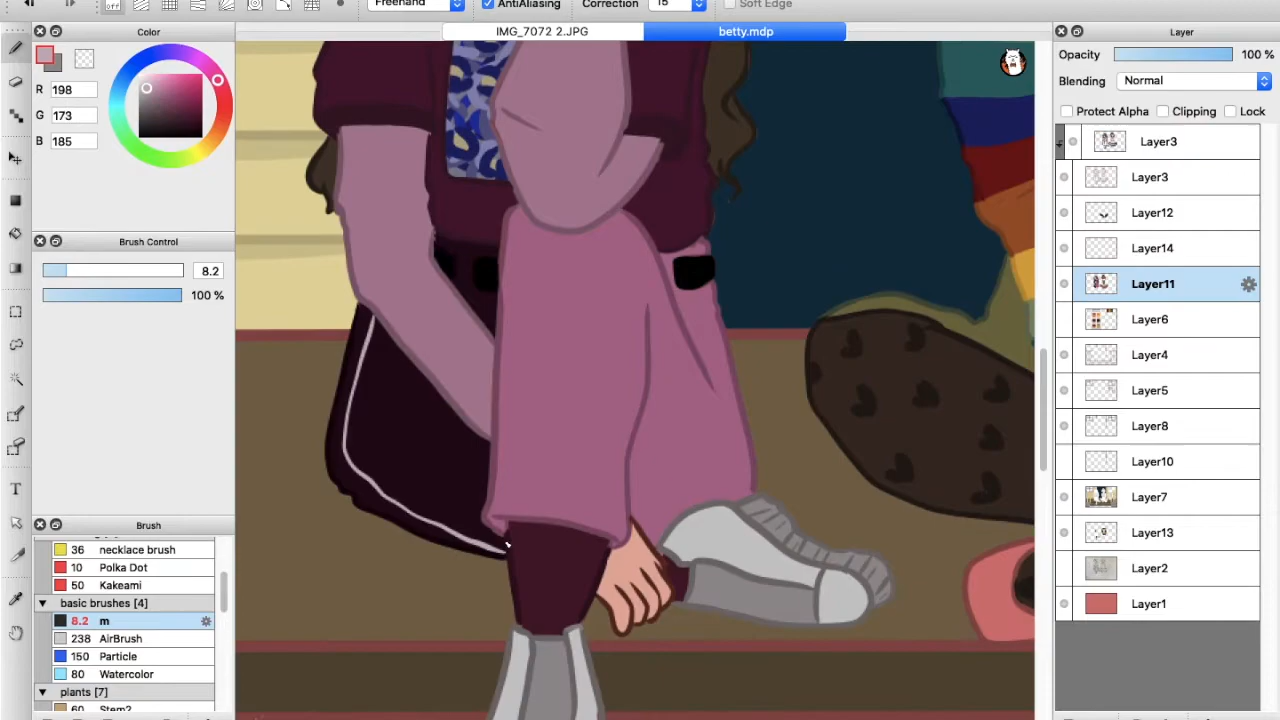 off
Freehand
AntiAliasing
Correction
15
Soft Edge
IMG_7072 2.JPG
betty.mdp
Color
R 198
G 173
B 185
Brush Control
8.2
100 %
Brush
36 necklace brush
10 Polka Dot
50 Kakeami
basic brushes [4]
8.2 m
238 AirBrush
150 Particle
80 Watercolor
plants [7]
60 Stem2
Layer
Opacity 100 %
Blending Normal
Protect Alpha Clipping Lock
Layer3
Layer3
Layer12
Layer14
Layer11
Layer6
Layer4
Layer5
Layer8
Layer10
Layer7
Layer13
Layer2
Layer1
T